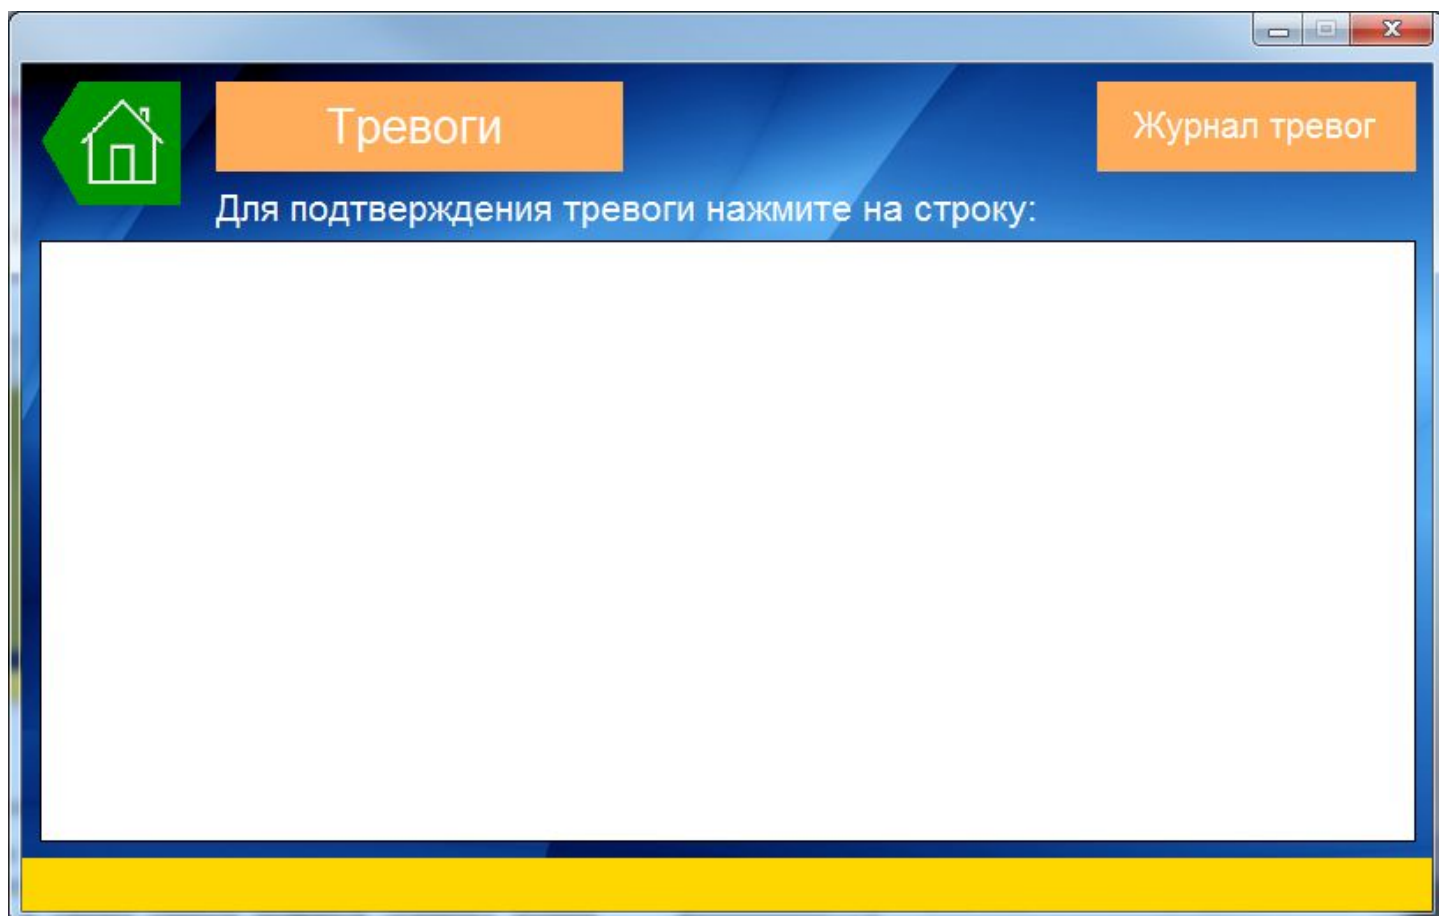 Тревоги
Журнал тревог
Для подтверждения тревоги нажмите на строку: